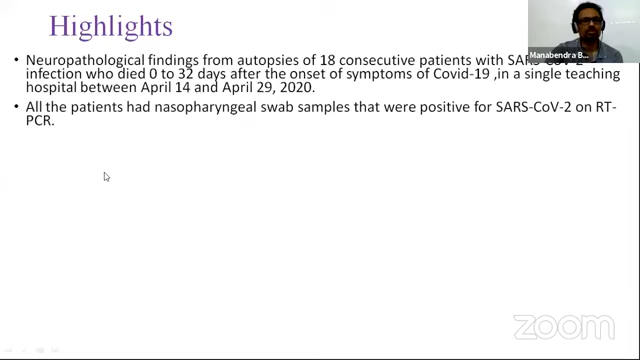 Highlights
Manabendra B...
• Neuropathological findings from autopsies of 18 consecutive patients with SARS-CoV-2
infection who died 0 to 32 days after the onset of symptoms of Covid-19 ,in a single teaching
hospital between April 14 and April 29, 2020.
• All the patients had nasopharyngeal swab samples that were positive for SARS-CoV-2 on RT-
PCR.
zoom